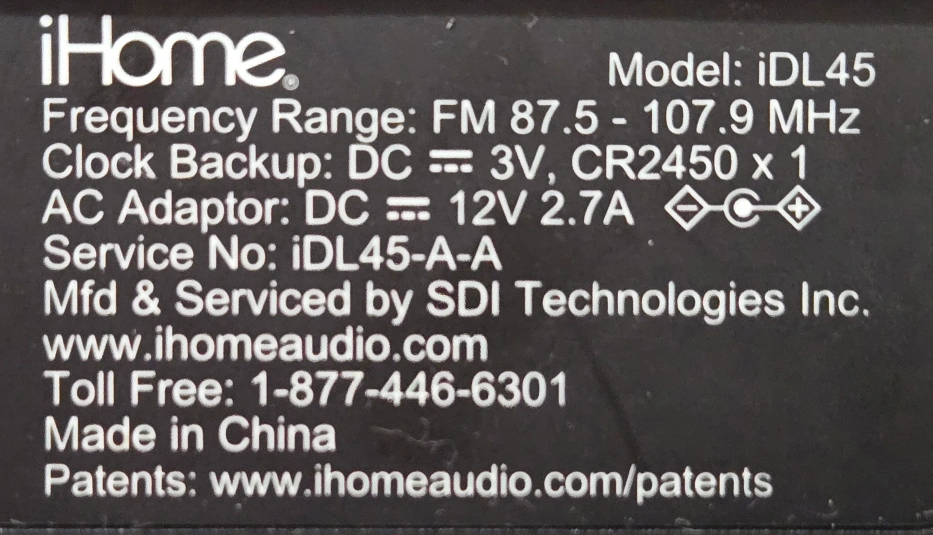 iHome®
Model: iDL45
Frequency Range: FM 87.5 - 107.9 MHz
Clock Backup: DC ⎓ 3V, CR2450 x 1
AC Adaptor: DC ⎓ 12V 2.7A
Service No: iDL45-A-A
Mfd & Serviced by SDI Technologies Inc.
www.ihomeaudio.com
Toll Free: 1-877-446-6301
Made in China
Patents: www.ihomeaudio.com/patents